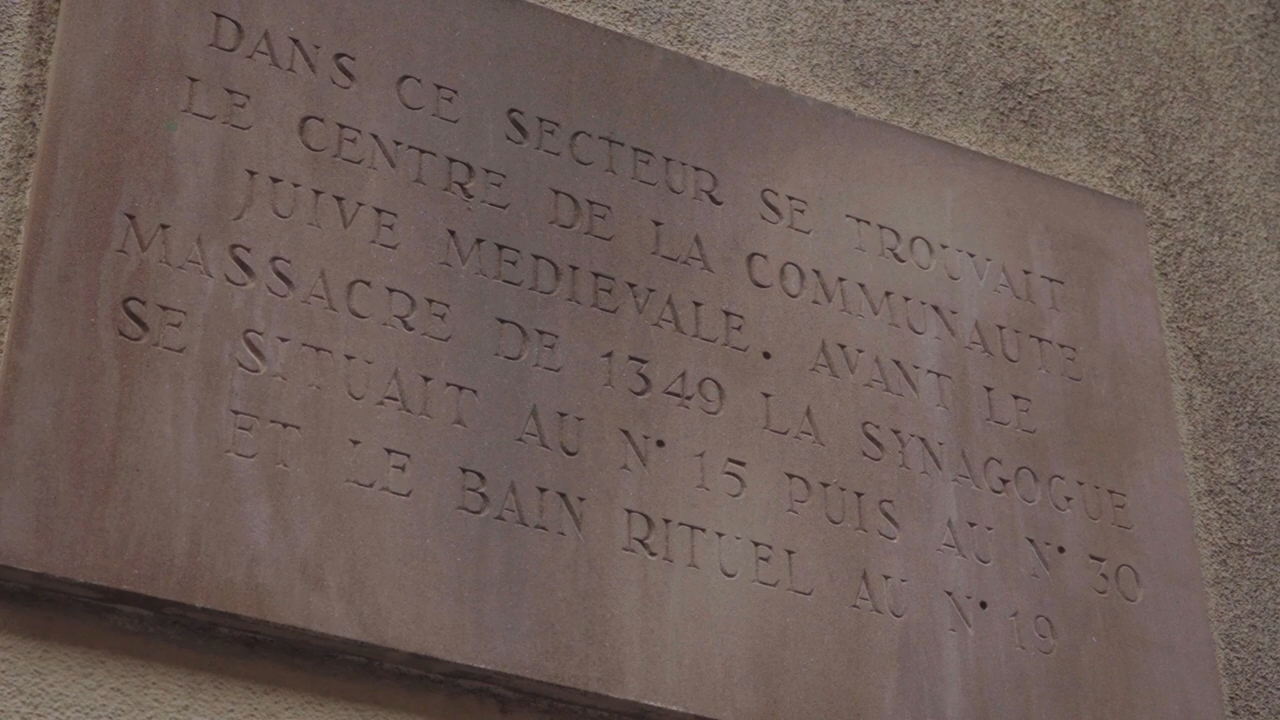 DANS CE SECTEUR SE TROUVAIT
LE CENTRE DE LA COMMUNAUTE
JUIVE MEDIEVALE. AVANT LE
MASSACRE DE 1349 LA SYNAGOGUE
SE SITUAIT AU N° 15 PUIS AU N° 30
ET LE BAIN RITUEL AU N° 19